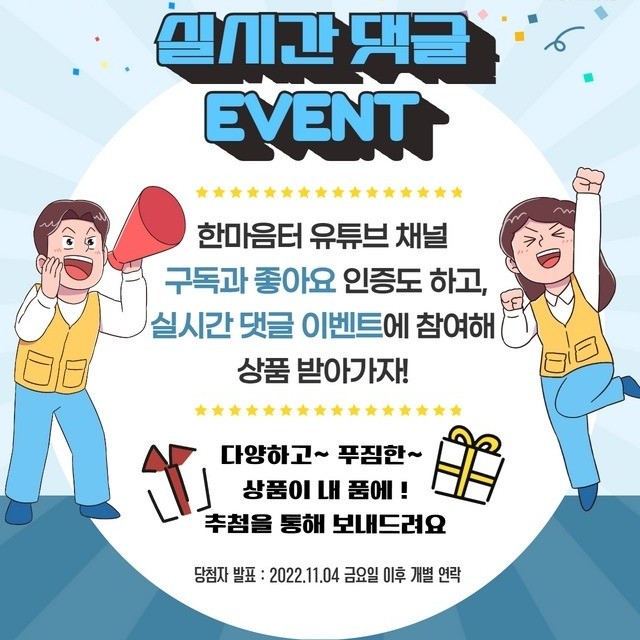 실시간 댓글
EVENT
한마음터 유튜브 채널
구독과 좋아요 인증도 하고,
실시간 댓글 이벤트에 참여해
상품 받아가자!
다양하고~ 푸짐한~
상품이 내 품에 !
추첨을 통해 보내드려요
당첨자 발표 : 2022.11.04 금요일 이후 개별 연락